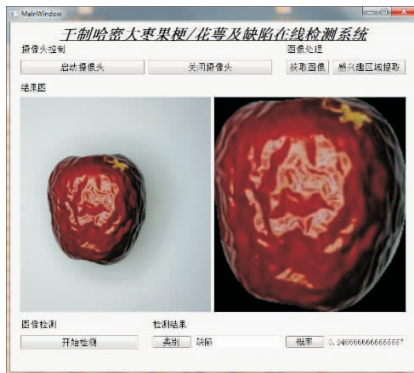 MainWindow
干制哈密大枣果梗/花萼及缺陷在线检测系统
摄像头控制
图像处理
启动摄像头
关闭摄像头
获取图像
感兴趣区域提取
结果图
图像检测
检测结果
开始检测
类别
缺陷
概率
0.9466666666666667